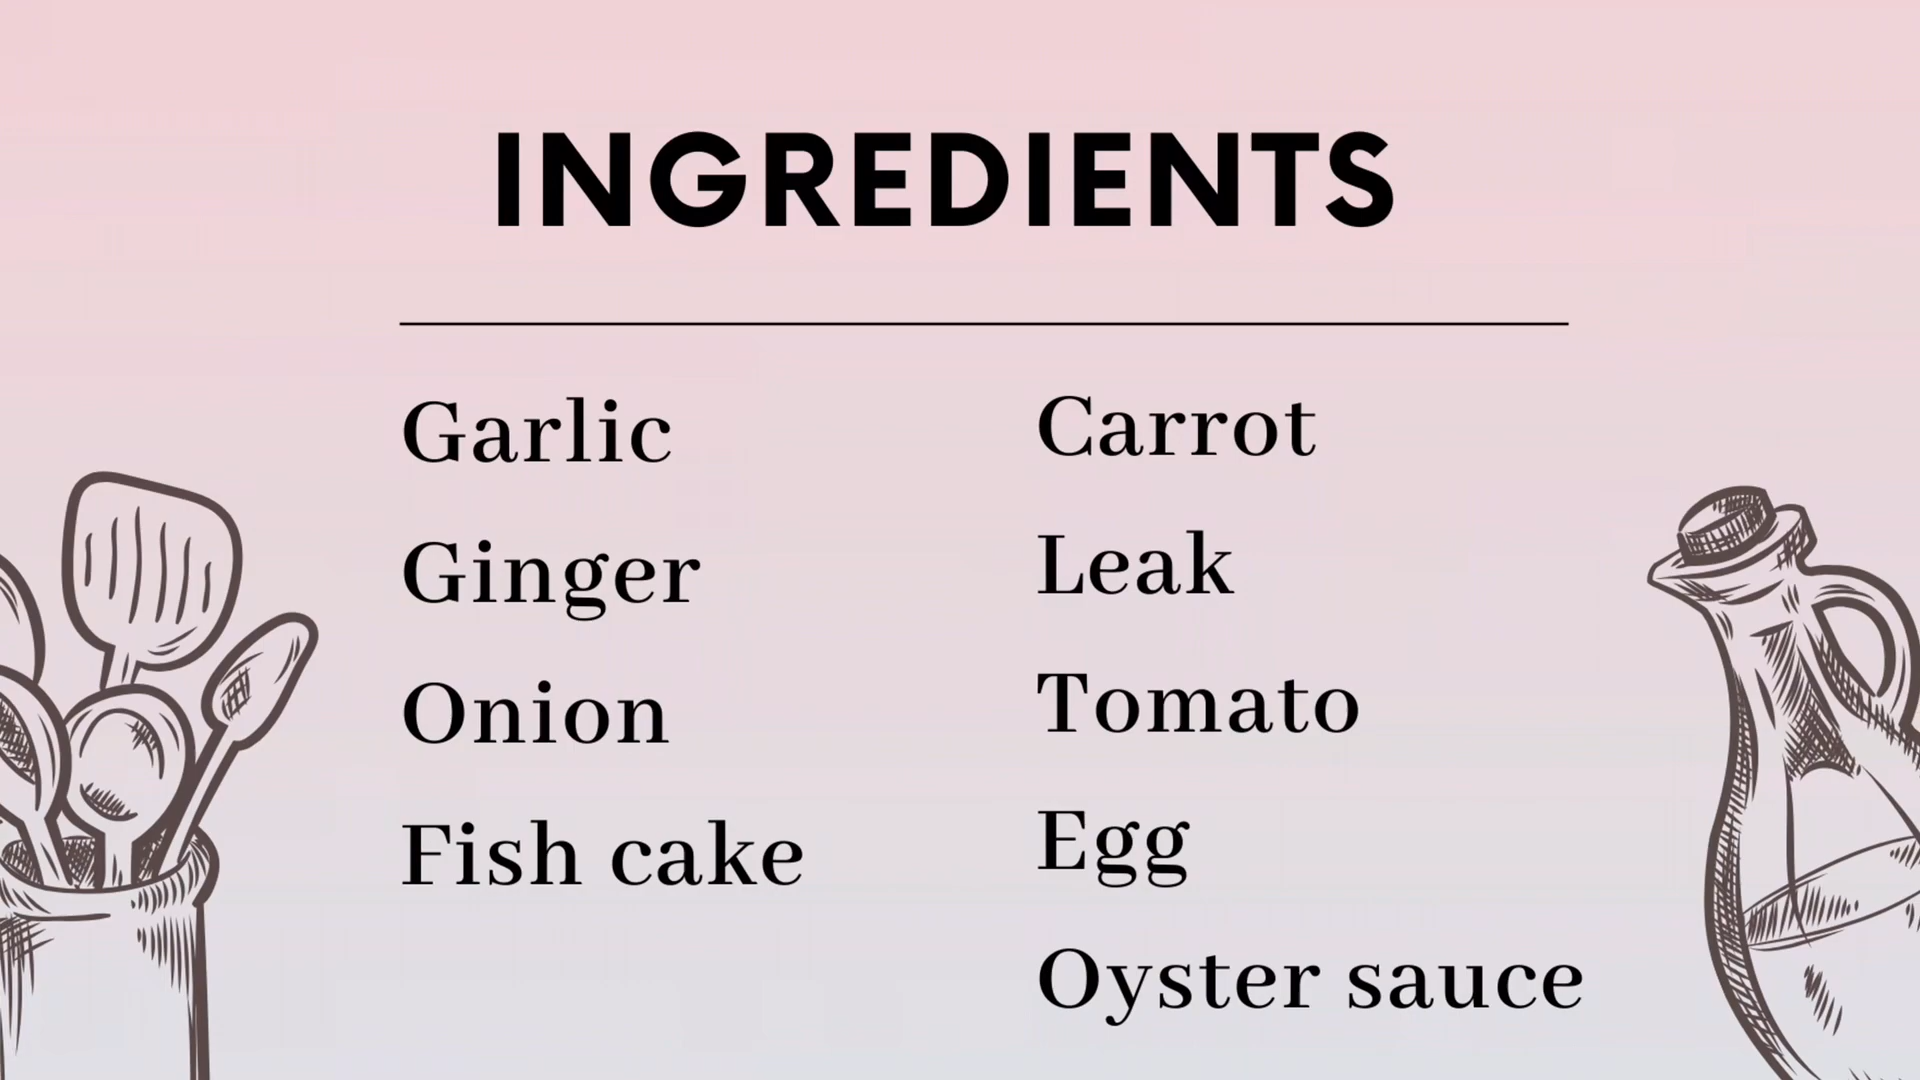 INGREDIENTS
Garlic
Ginger
Onion
Fish cake
Carrot
Leak
Tomato
Egg
Oyster sauce